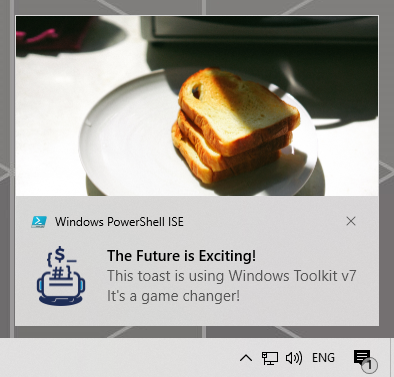 Windows PowerShell ISE
{$_
#}
The Future is Exciting!
This toast is using Windows Toolkit v7
It's a game changer!
ENG
1